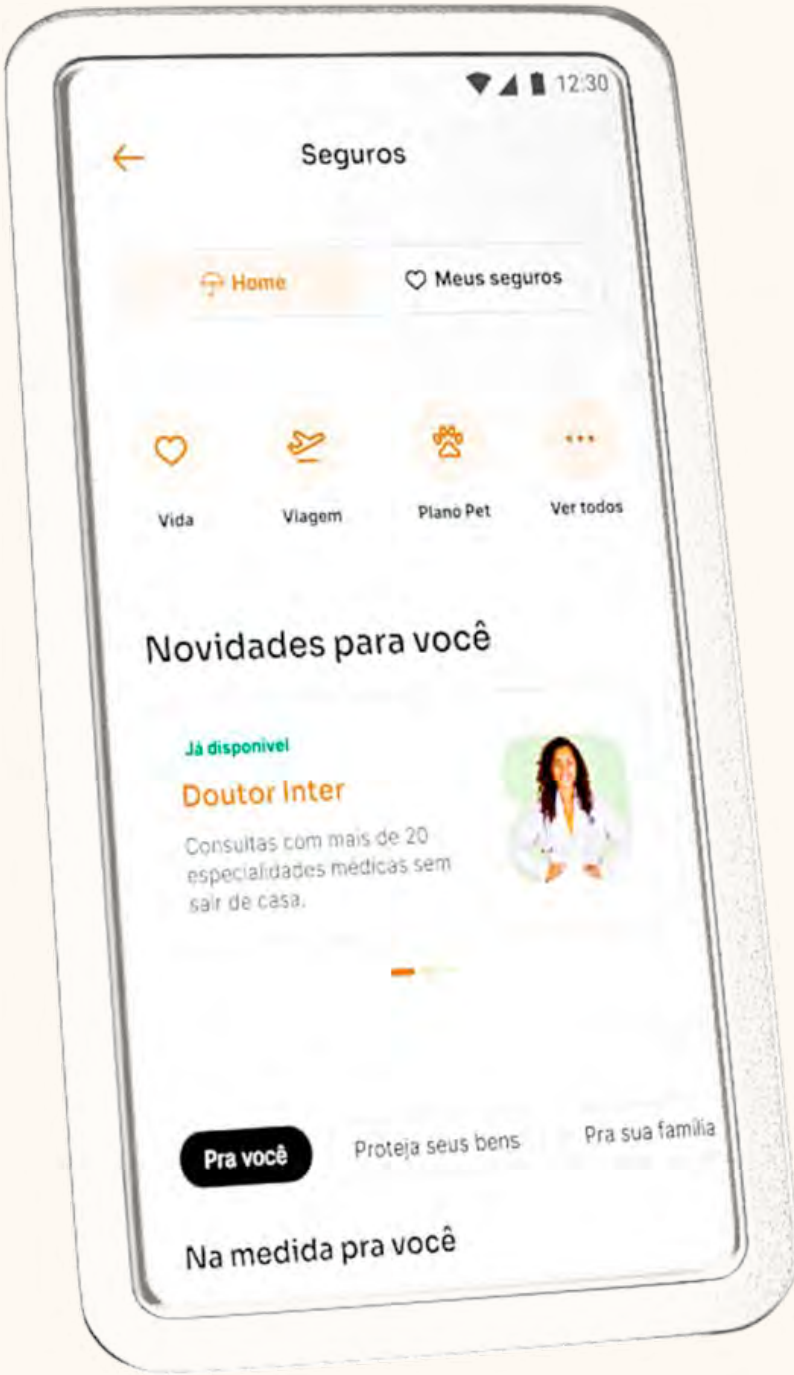 12:30
Seguros
Home
Meus seguros
Vida
Viagem
Plano Pet
Ver todos
Novidades para você
Já disponível
Doutor Inter
Consultas com mais de 20
especialidades médicas sem
sair de casa.
Pra você
Proteja seus bens
Pra sua família
Na medida pra você